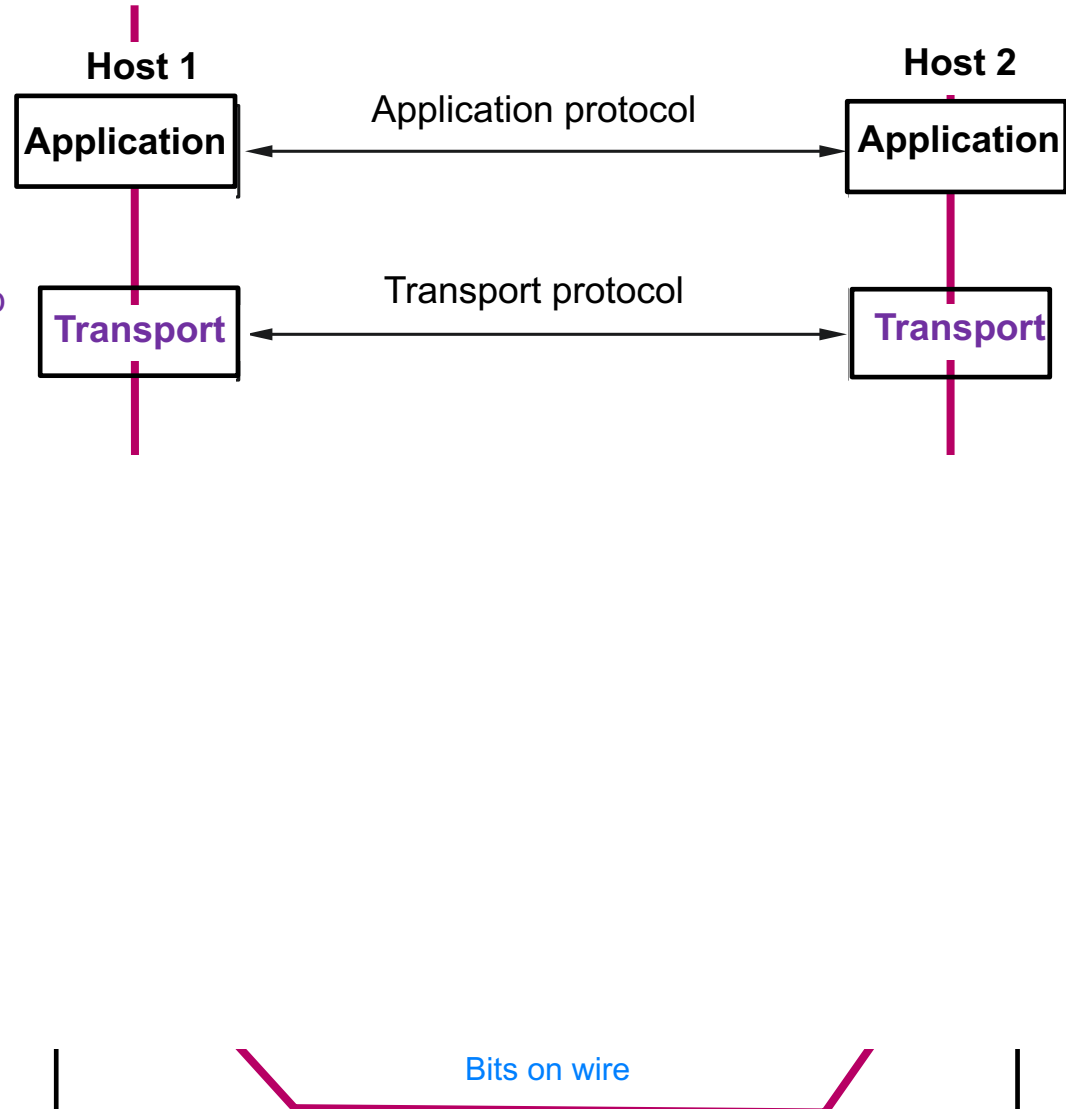 Host 1
Host 2
Application
Application protocol
Application
Transport
Transport protocol
Transport
Bits on wire